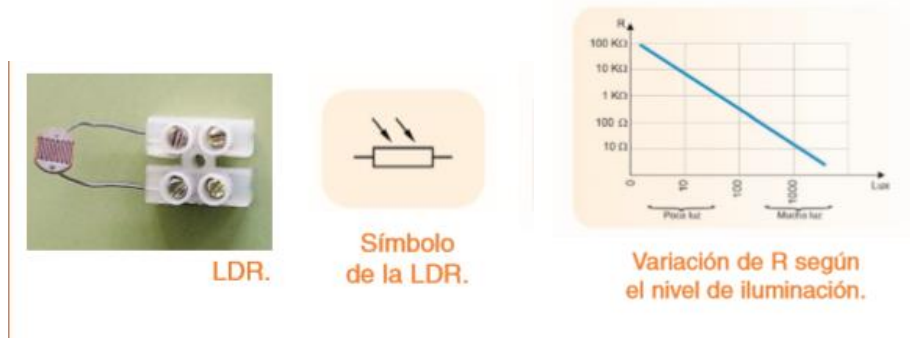 LDR.
Símbolo
de la LDR.
R
100 KΩ
10 KΩ
1 KΩ
100 Ω
10 Ω
0
10
100
1000
Lux
Poca luz
Mucha luz
Variación de R según
el nivel de iluminación.